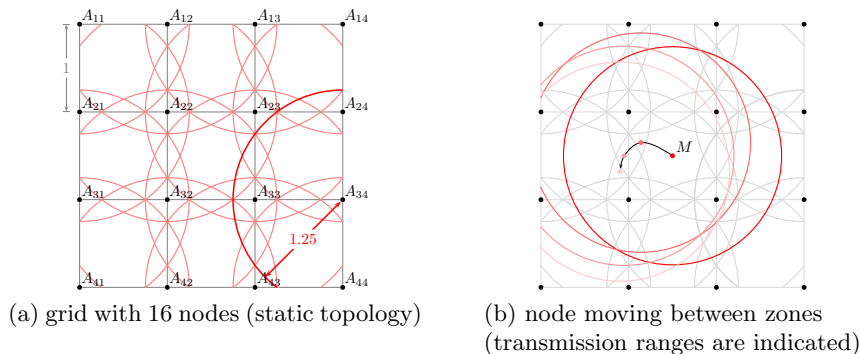 A11 A12 A13 A14
1
A21 A22 A23 A24
M
A31 A32 A33 A34
1.25
A41 A42 A43 A44
(a) grid with 16 nodes (static topology)
(b) node moving between zones
(transmission ranges are indicated)